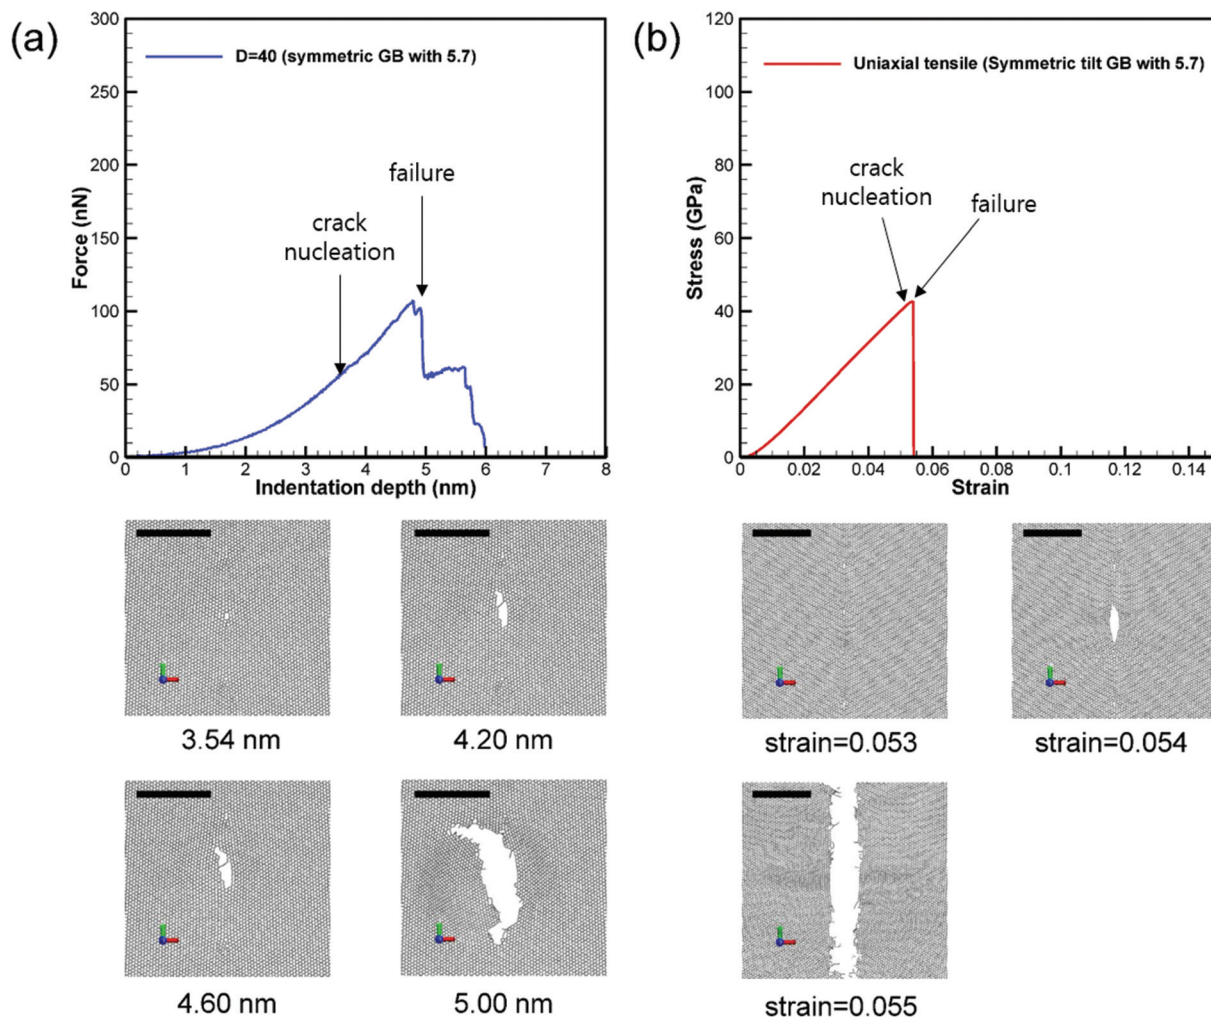 (a)
300
250
200
150
100
50
0
Force (nN)
D=40 (symmetric GB with 5.7)
failure
crack
nucleation
0 1 2 3 4 5 6 7 8
Indentation depth (nm)
(b)
120
100
80
60
40
20
0
Stress (GPa)
Uniaxial tensile (Symmetric tilt GB with 5.7)
crack
nucleation
failure
0 0.02 0.04 0.06 0.08 0.1 0.12 0.14
Strain
3.54 nm
4.20 nm
4.60 nm
5.00 nm
strain=0.053
strain=0.054
strain=0.055